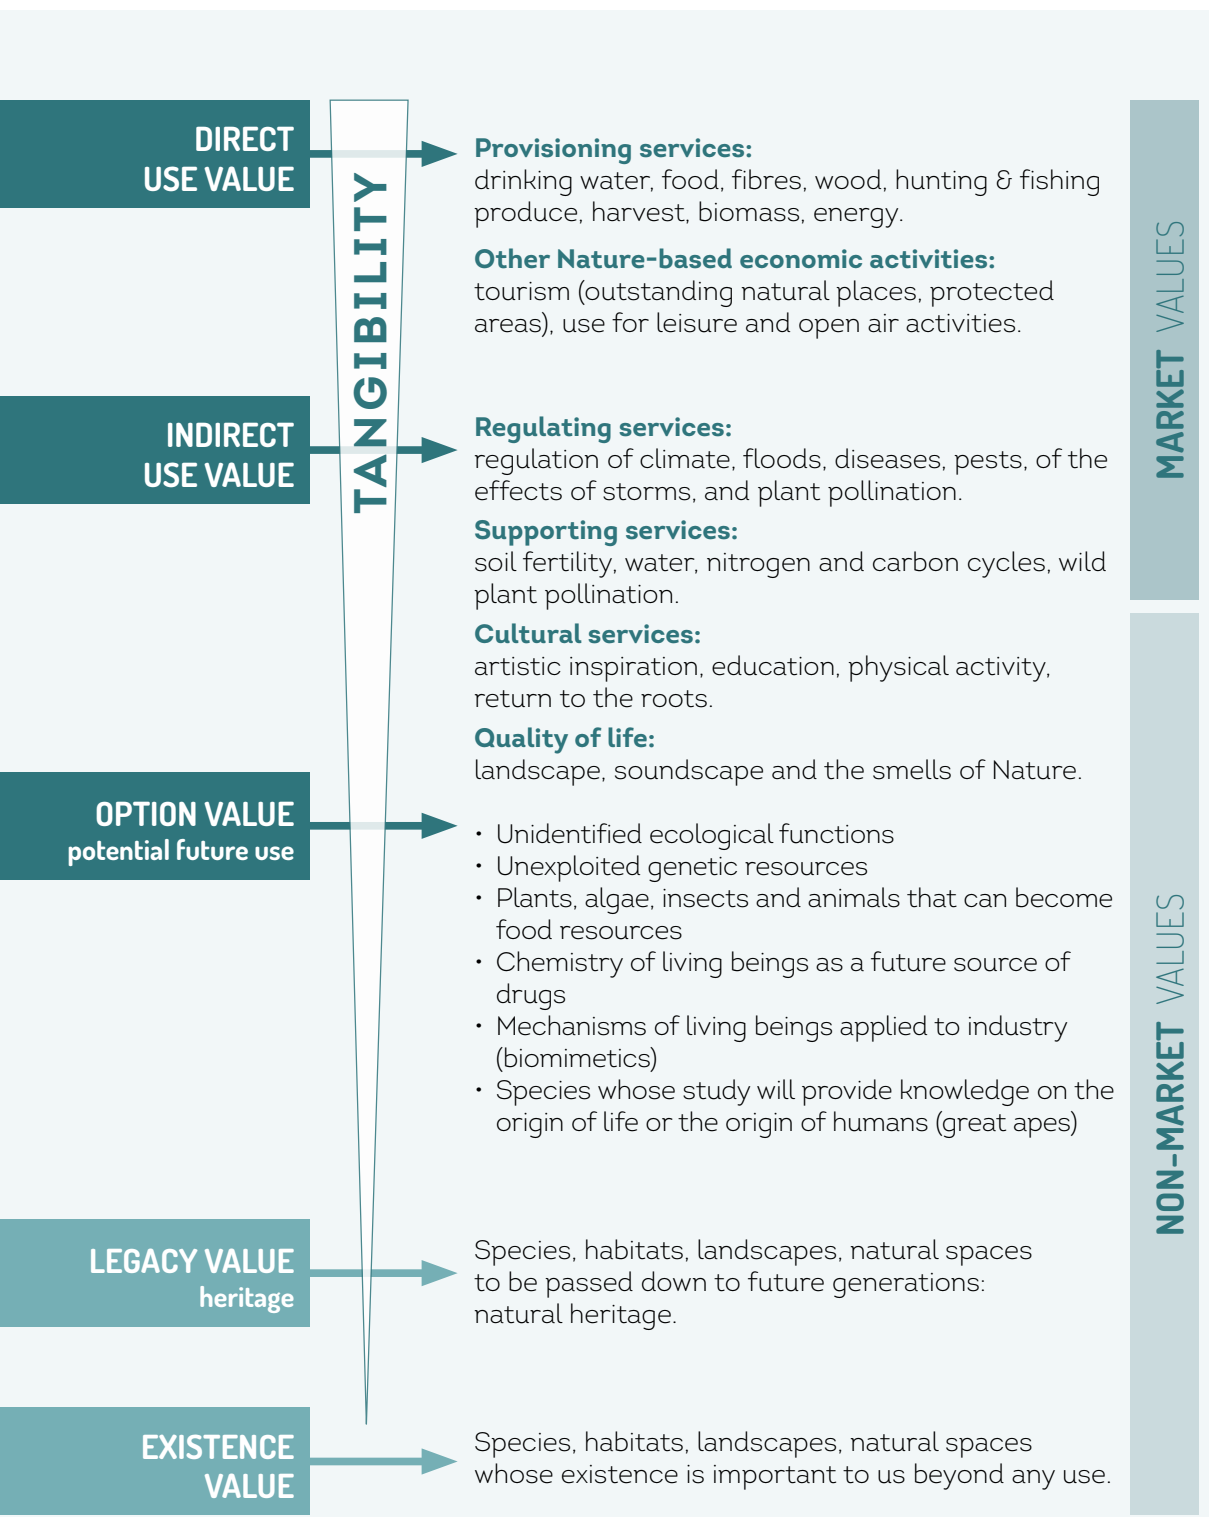 DIRECT
USE VALUE
TANGIBILITY
Provisioning services:
drinking water, food, fibres, wood, hunting & fishing
produce, harvest, biomass, energy.
Other Nature-based economic activities:
tourism (outstanding natural places, protected
areas), use for leisure and open air activities.
MARKET VALUES
INDIRECT
USE VALUE
Regulating services:
regulation of climate, floods, diseases, pests, of the
effects of storms, and plant pollination.
Supporting services:
soil fertility, water, nitrogen and carbon cycles, wild
plant pollination.
Cultural services:
artistic inspiration, education, physical activity,
return to the roots.
Quality of life:
landscape, soundscape and the smells of Nature.
OPTION VALUE
potential future use
• Unidentified ecological functions
• Unexploited genetic resources
• Plants, algae, insects and animals that can become
food resources
• Chemistry of living beings as a future source of
drugs
• Mechanisms of living beings applied to industry
(biomimetics)
• Species whose study will provide knowledge on the
origin of life or the origin of humans (great apes)
NON-MARKET VALUES
LEGACY VALUE
heritage
Species, habitats, landscapes, natural spaces
to be passed down to future generations:
natural heritage.
EXISTENCE
VALUE
Species, habitats, landscapes, natural spaces
whose existence is important to us beyond any use.